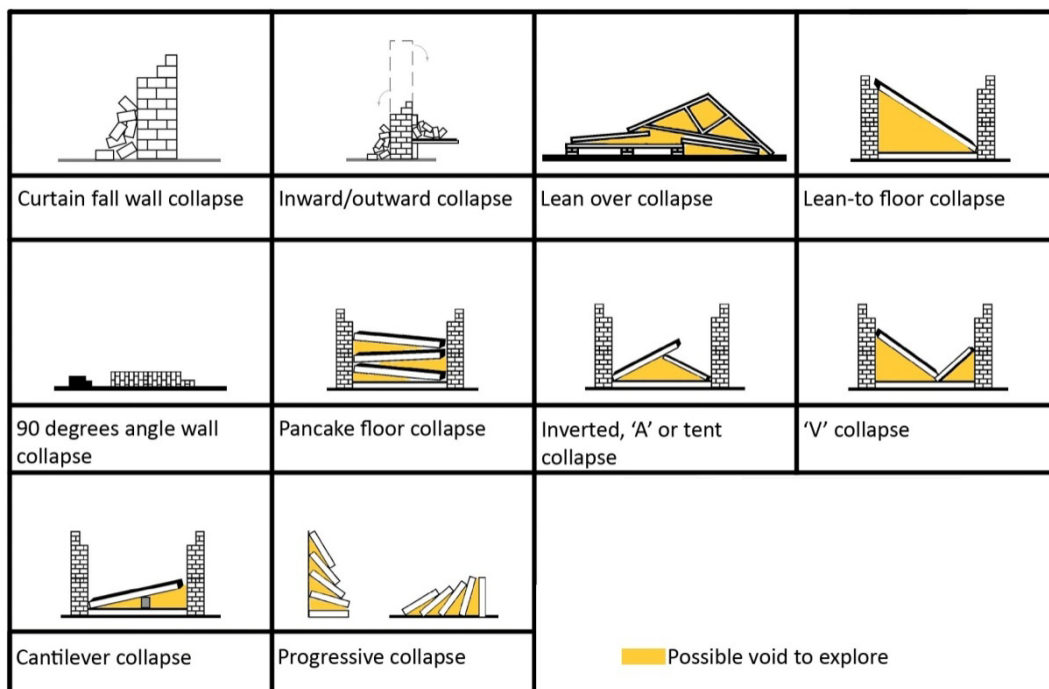 Curtain fall wall collapse
Inward/outward collapse
Lean over collapse
Lean-to floor collapse
90 degrees angle wall
collapse
Pancake floor collapse
Inverted, ‘A’ or tent
collapse
‘V’ collapse
Cantilever collapse
Progressive collapse
Possible void to explore